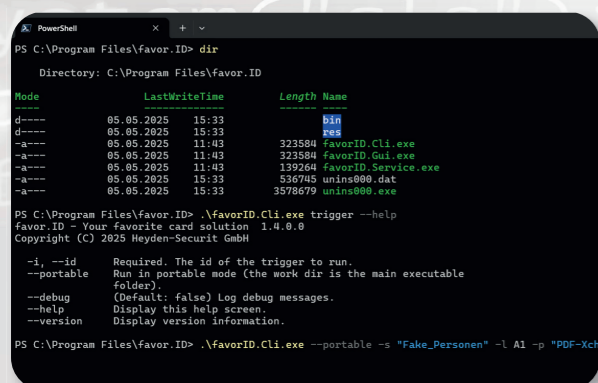 PowerShell
PS C:\Program Files\favor.ID> dir
Directory: C:\Program Files\favor.ID
Mode LastWriteTime Length Name
---- ------------- ------ ----
d---- 05.05.2025 15:33 bin
d---- 05.05.2025 15:33 res
-a--- 05.05.2025 11:43 323584 favorID.Cli.exe
-a--- 05.05.2025 11:43 323584 favorID.Gui.exe
-a--- 05.05.2025 11:43 139264 favorID.Service.exe
-a--- 05.05.2025 15:33 536745 unins000.dat
-a--- 05.05.2025 15:33 3578679 unins000.exe
PS C:\Program Files\favor.ID> .\favorID.Cli.exe trigger --help
favor.ID - Your favorite card solution 1.4.0.0
Copyright (C) 2025 Heyden-Securit GmbH
-i, --id Required. The id of the trigger to run.
--portable Run in portable mode (the work dir is the main executable
folder).
--debug (Default: false) Log debug messages.
--help Display this help screen.
--version Display version information.
PS C:\Program Files\favor.ID> .\favorID.Cli.exe --portable -s "Fake_Personen" -l A1 -p "PDF-Xch